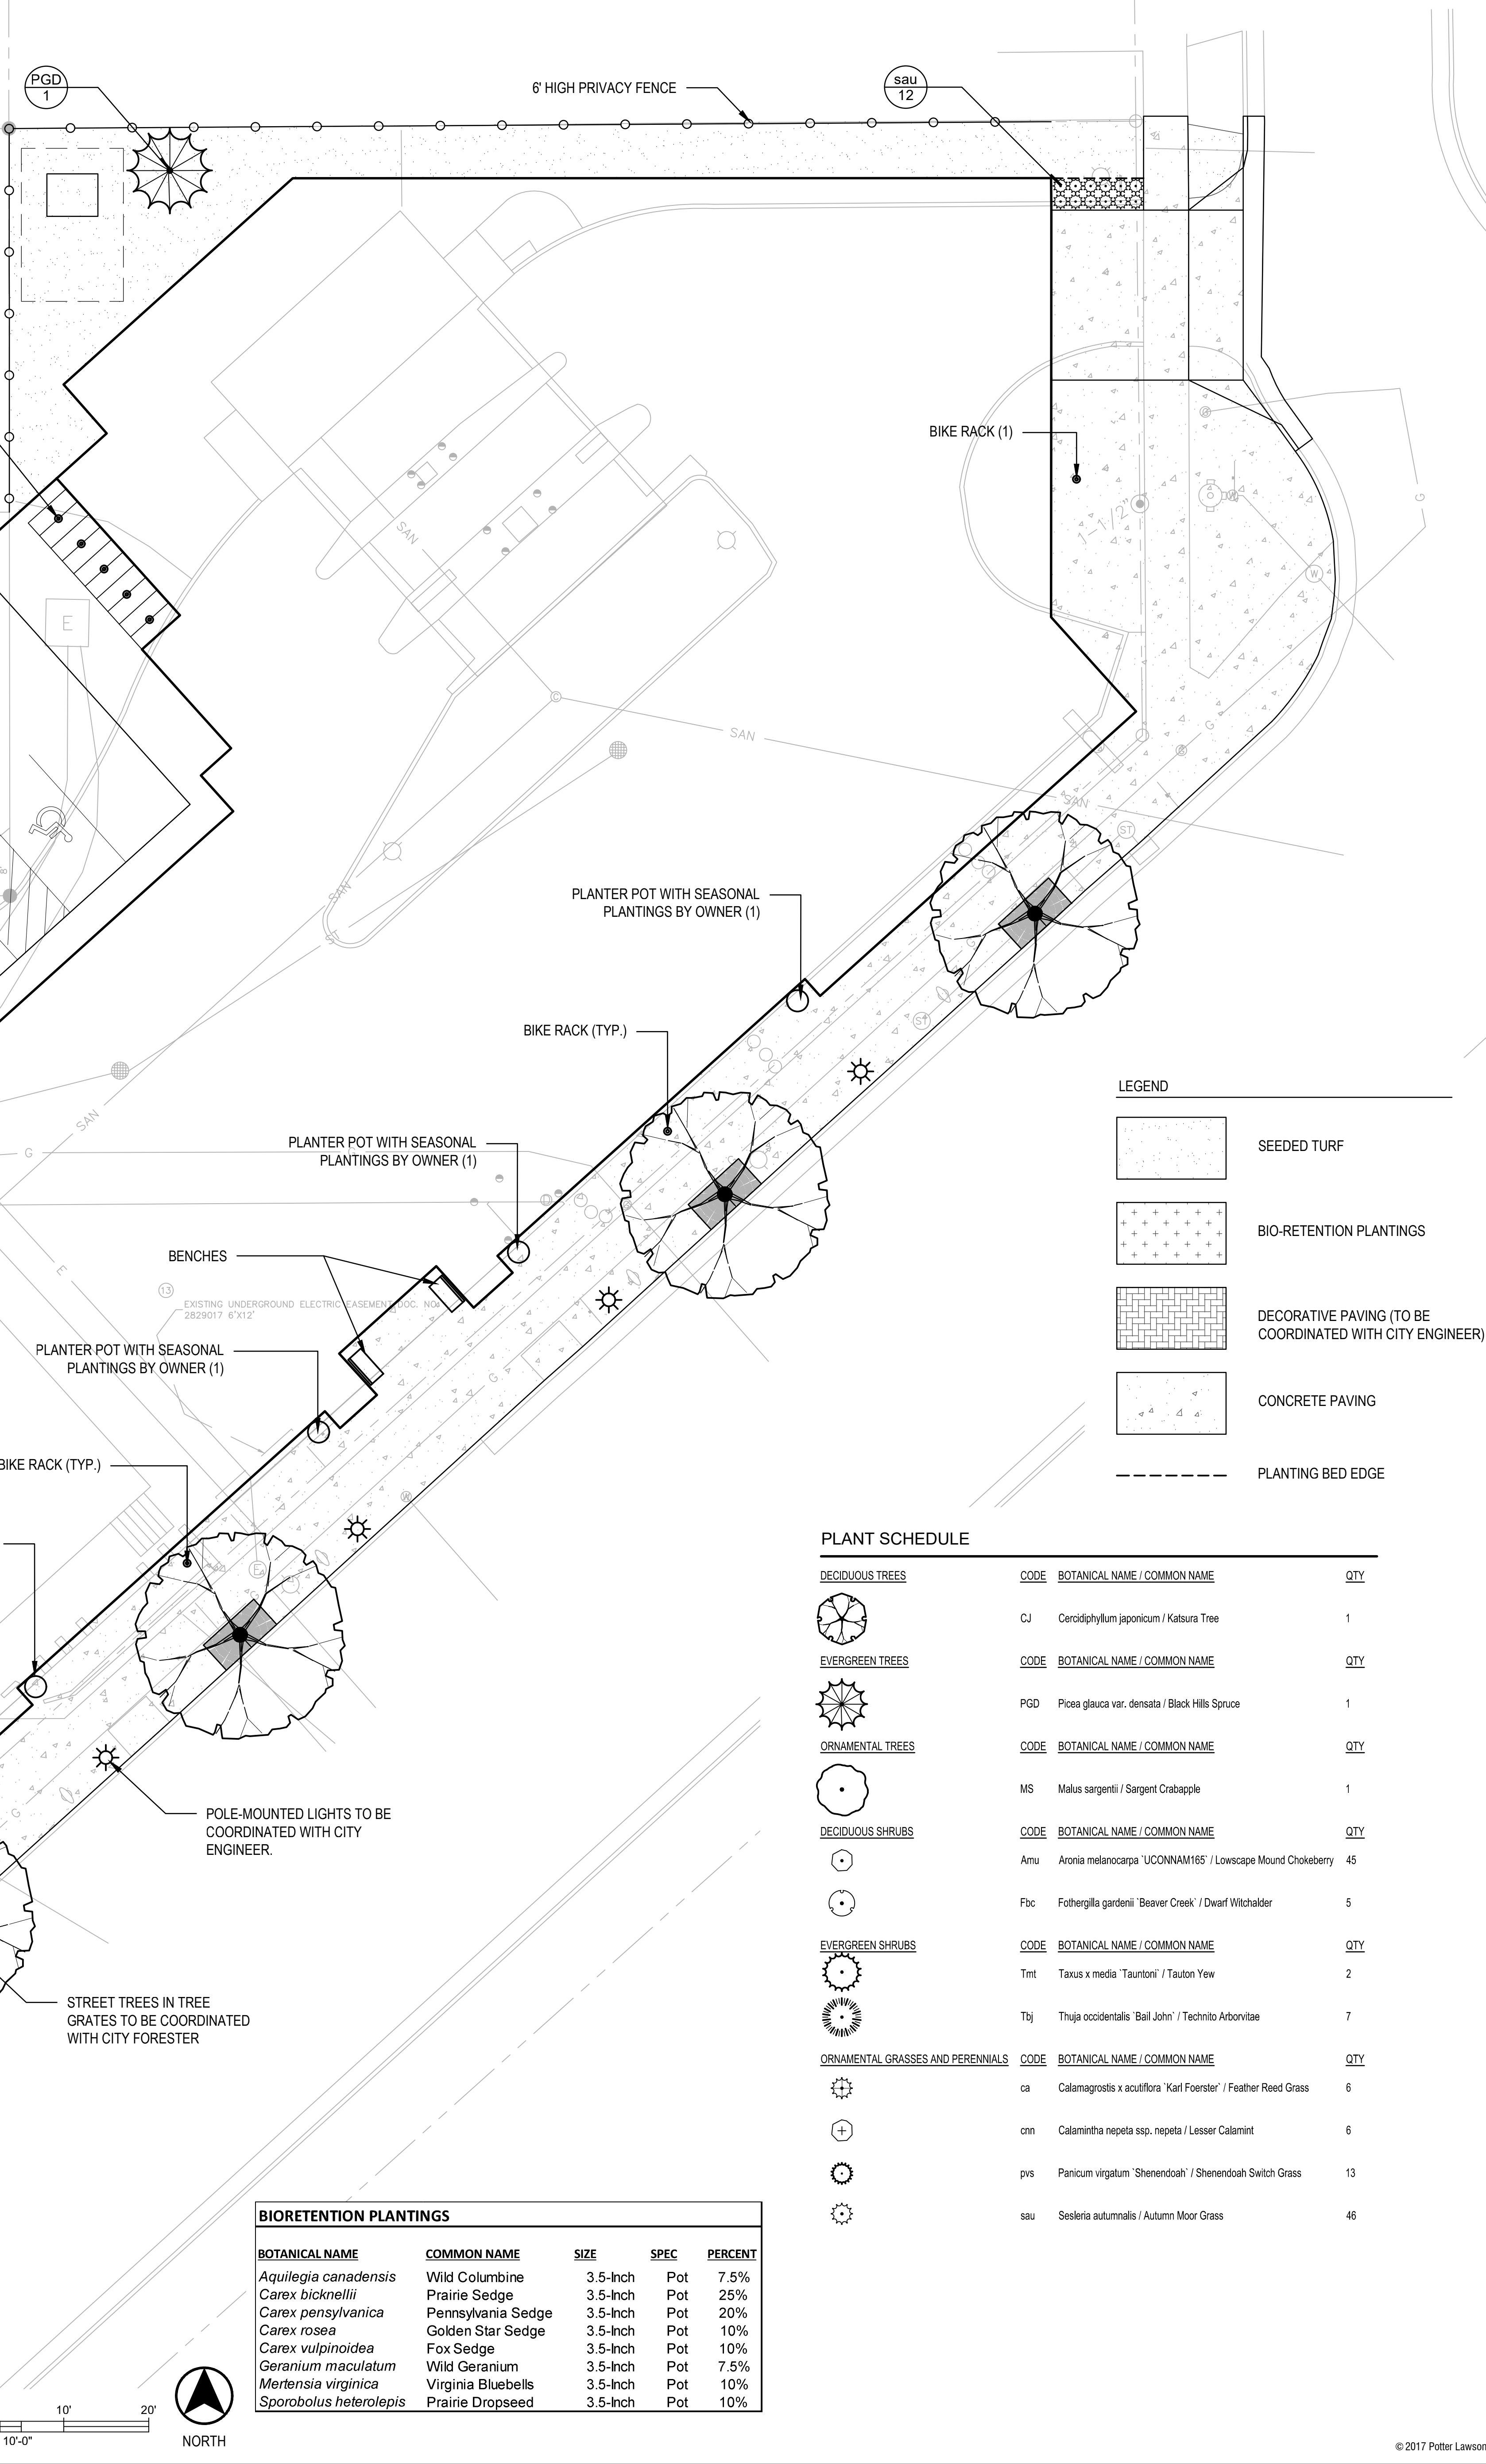 PGD
1
6' HIGH PRIVACY FENCE
sau
12
BIKE RACK (1)
1-1/2"
G
W
W
E
SAN
C
SAN
G
S
SAN
ST
SAN
ST
PLANTER POT WITH SEASONAL
PLANTINGS BY OWNER (1)
G
ST
BIKE RACK (TYP.)
SAN
G
PLANTER POT WITH SEASONAL
PLANTINGS BY OWNER (1)
G
BENCHES
E
13
EXISTING UNDERGROUND ELECTRIC EASEMENT DOC. NO.
2829017 6'X12'
PLANTER POT WITH SEASONAL
PLANTINGS BY OWNER (1)
G
BIKE RACK (TYP.)
W
E
G
G
POLE-MOUNTED LIGHTS TO BE
COORDINATED WITH CITY
ENGINEER.
STREET TREES IN TREE
GRATES TO BE COORDINATED
WITH CITY FORESTER
LEGEND
SEEDED TURF
BIO-RETENTION PLANTINGS
DECORATIVE PAVING (TO BE
COORDINATED WITH CITY ENGINEER)
CONCRETE PAVING
PLANTING BED EDGE
PLANT SCHEDULE
DECIDUOUS TREES CODE BOTANICAL NAME / COMMON NAME QTY
CJ Cercidiphyllum japonicum / Katsura Tree 1
EVERGREEN TREES CODE BOTANICAL NAME / COMMON NAME QTY
PGD Picea glauca var. densata / Black Hills Spruce 1
ORNAMENTAL TREES CODE BOTANICAL NAME / COMMON NAME QTY
MS Malus sargentii / Sargent Crabapple 1
DECIDUOUS SHRUBS CODE BOTANICAL NAME / COMMON NAME QTY
Amu Aronia melanocarpa `UCONNAM165` / Lowscape Mound Chokeberry 45
Fbc Fothergilla gardenii `Beaver Creek` / Dwarf Witchalder 5
EVERGREEN SHRUBS CODE BOTANICAL NAME / COMMON NAME QTY
Tmt Taxus x media `Tauntoni` / Tauton Yew 2
Tbj Thuja occidentalis `Bail John` / Technito Arborvitae 7
ORNAMENTAL GRASSES AND PERENNIALS CODE BOTANICAL NAME / COMMON NAME QTY
ca Calamagrostis x acutiflora `Karl Foerster` / Feather Reed Grass 6
cnn Calamintha nepeta ssp. nepeta / Lesser Calamint 6
pvs Panicum virgatum `Shenendoah` / Shenendoah Switch Grass 13
sau Sesleria autumnalis / Autumn Moor Grass 46
BIORETENTION PLANTINGS
BOTANICAL NAME COMMON NAME SIZE SPEC PERCENT
Aquilegia canadensis Wild Columbine 3.5-Inch Pot 7.5%
Carex bicknellii Prairie Sedge 3.5-Inch Pot 25%
Carex pensylvanica Pennsylvania Sedge 3.5-Inch Pot 20%
Carex rosea Golden Star Sedge 3.5-Inch Pot 10%
Carex vulpinoidea Fox Sedge 3.5-Inch Pot 10%
Geranium maculatum Wild Geranium 3.5-Inch Pot 7.5%
Mertensia virginica Virginia Bluebells 3.5-Inch Pot 10%
Sporobolus heterolepis Prairie Dropseed 3.5-Inch Pot 10%
10' 20'
10'-0"
NORTH
© 2017 Potter Lawson